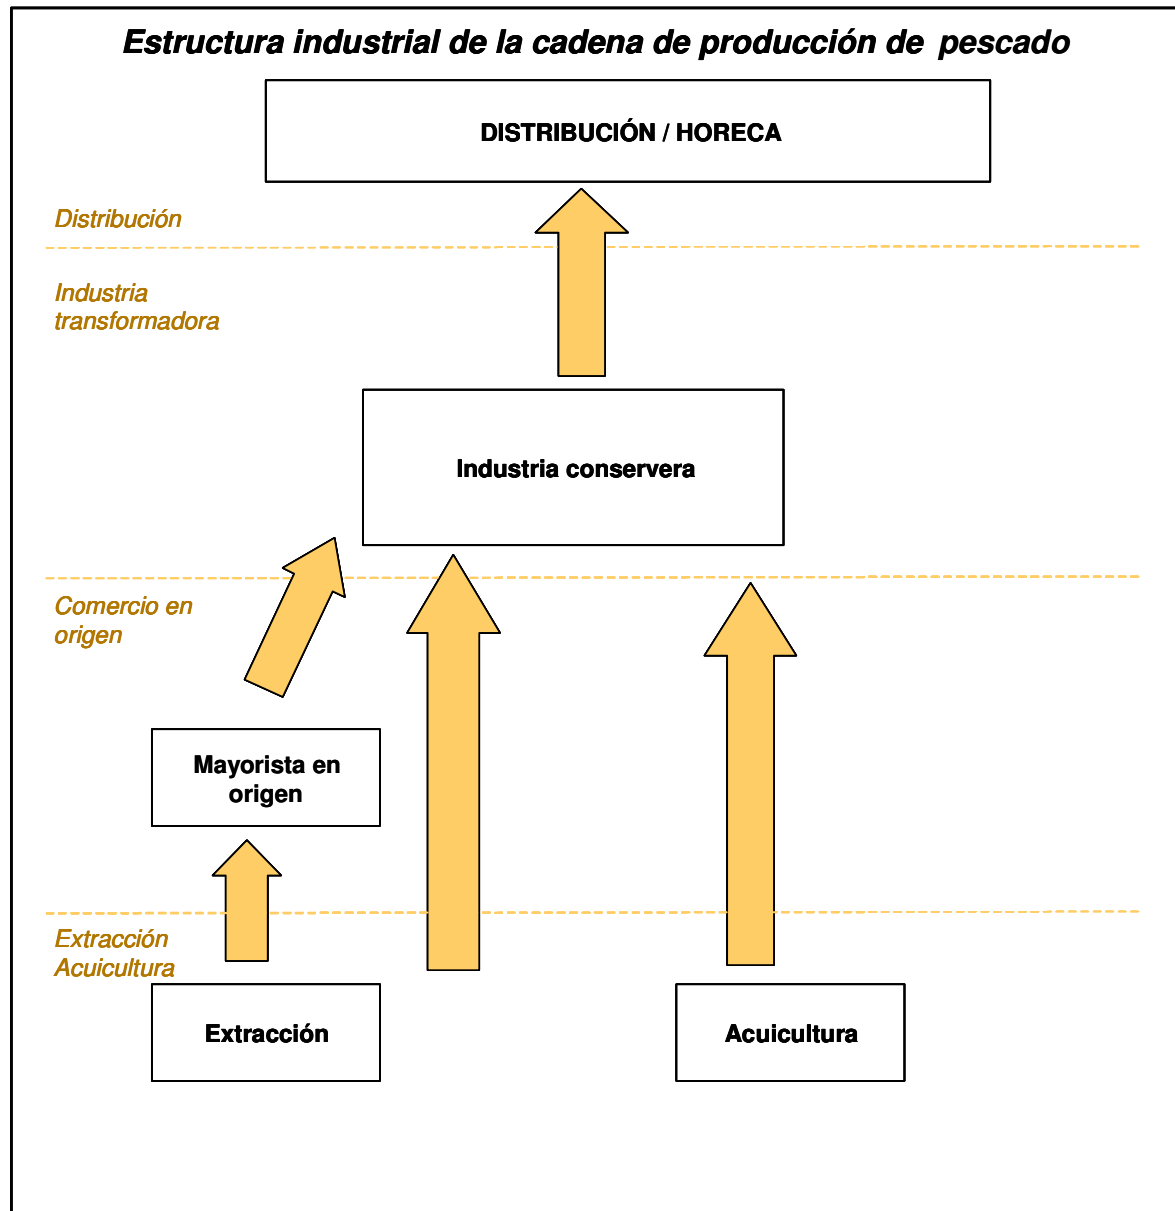 Estructura industrial de la cadena de producción de pescado
DISTRIBUCIÓN / HORECA
Distribución
Industria
transformadora
Industria conservera
Comercio en
origen
Mayorista en
origen
Extracción
Acuicultura
Extracción
Acuicultura